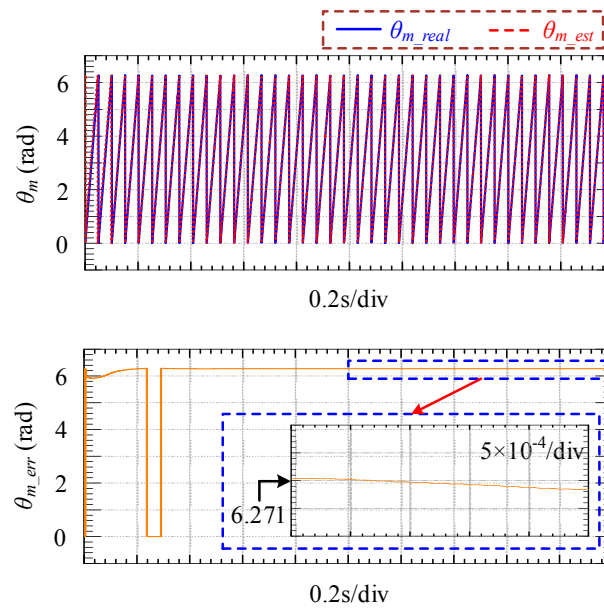 θm_real θm_est
6
4
2
0
θm (rad)
0.2s/div
6
4
2
0
θm_err (rad)
5×10-4/div
6.271
0.2s/div